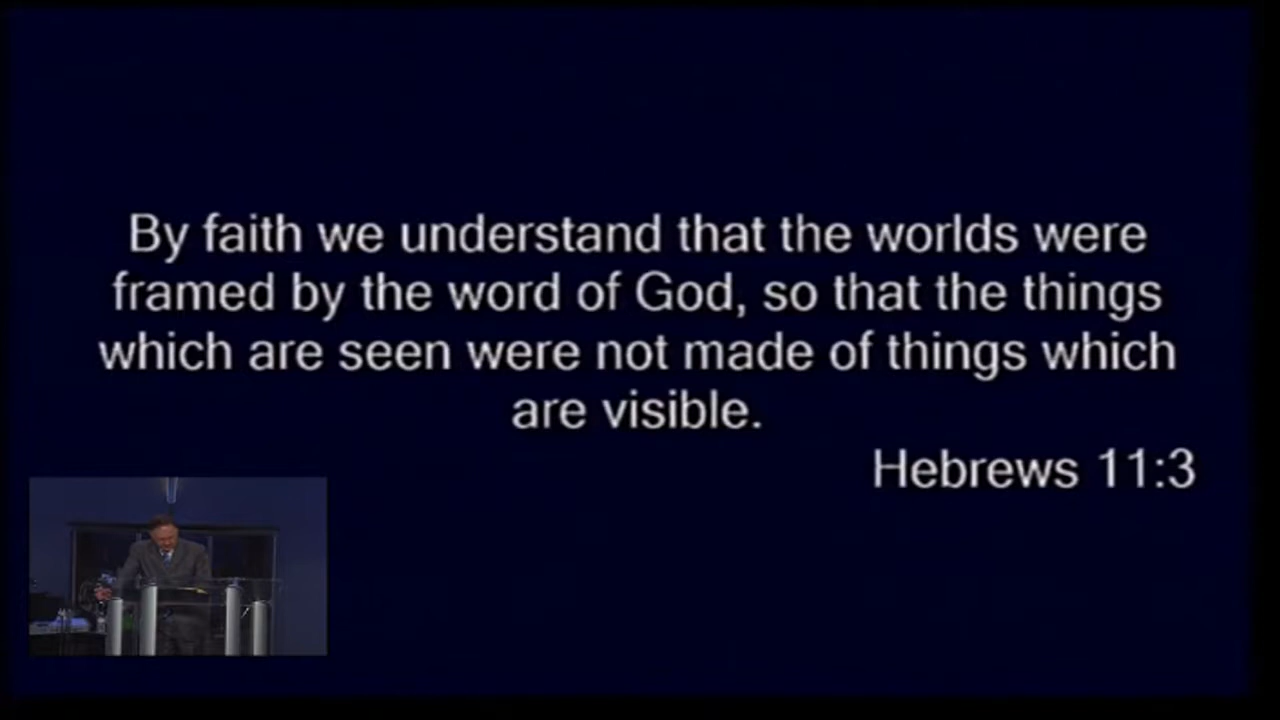 By faith we understand that the worlds were
framed by the word of God, so that the things
which are seen were not made of things which
are visible.
Hebrews 11:3